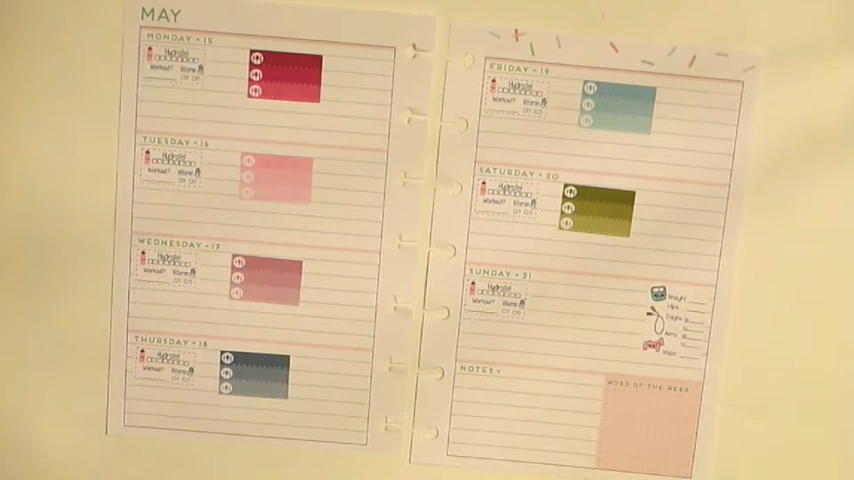 MAY
MONDAY • 15
Hydrate!
Workout?
TUESDAY • 16
Hydrate!
Workout?
WEDNESDAY • 17
Hydrate!
Workout?
THURSDAY • 18
Hydrate!
Workout?
FRIDAY • 19
Hydrate!
Workout?
SATURDAY • 20
Hydrate!
Workout?
SUNDAY • 21
Hydrate!
Workout?
Weight
Hips
Thighs
Arms
Waist
NOTES •
WORD OF THE WEEK